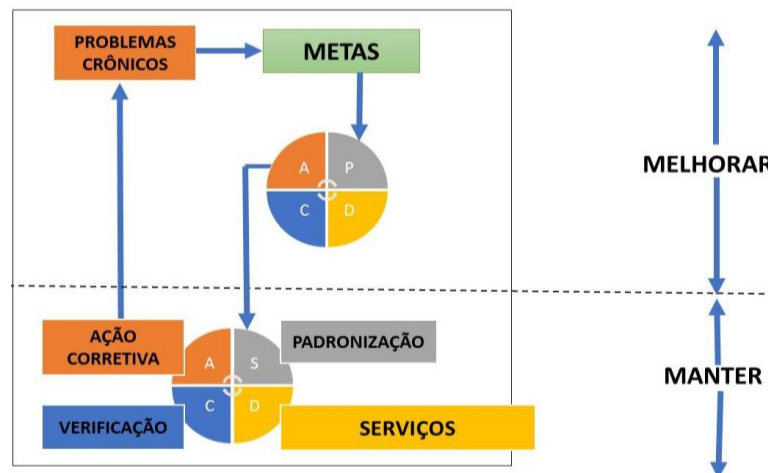 PROBLEMAS
CRÔNICOS
METAS
A P
C D
MELHORAR
AÇÃO
CORRETIVA
A S
PADRONIZAÇÃO
MANTER
VERIFICAÇÃO
C D
SERVIÇOS